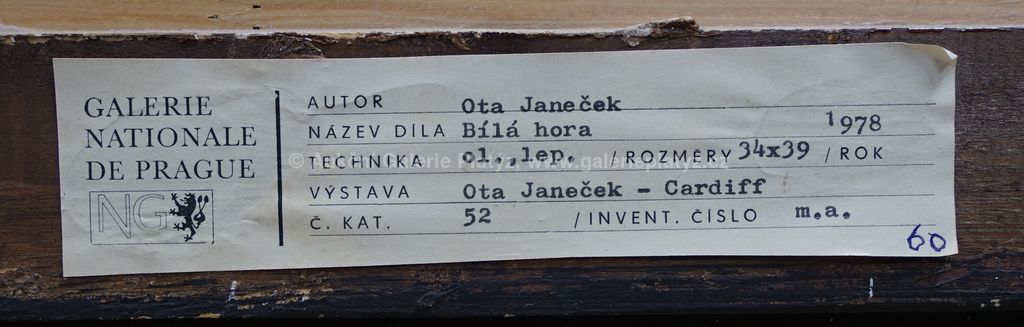 GALERIE
NATIONALE
DE PRAGUE
NG
AUTOR Ota Janeček
NÁZEV DÍLA Bílá hora
TECHNIKA ol.,lep. /ROZMĚRY 34x39 /ROK 1978
VÝSTAVA Ota Janeček - Cardiff
Č. KAT. 52 /INVENT. ČÍSLO m.a.
60